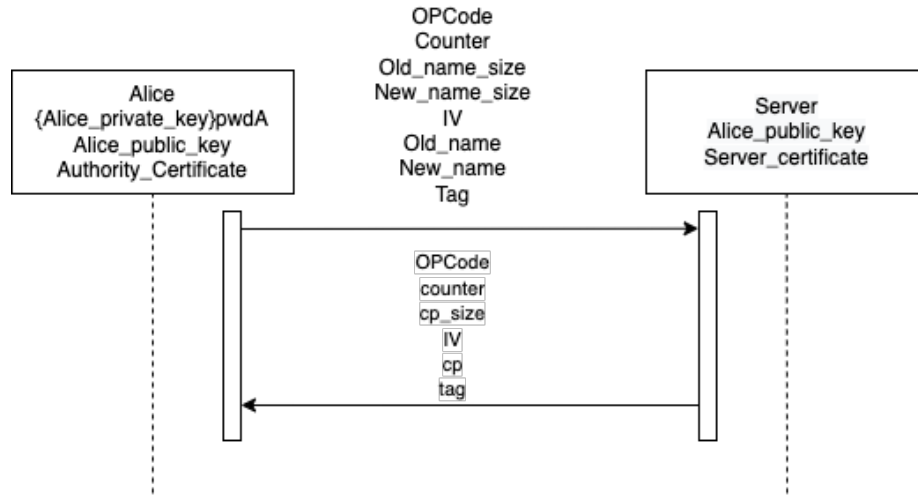 OPCode
Counter
Old_name_size
New_name_size
IV
Old_name
New_name
Tag
Alice
{Alice_private_key}pwdA
Alice_public_key
Authority_Certificate
Server
Alice_public_key
Server_certificate
OPCode
counter
cp_size
IV
cp
tag